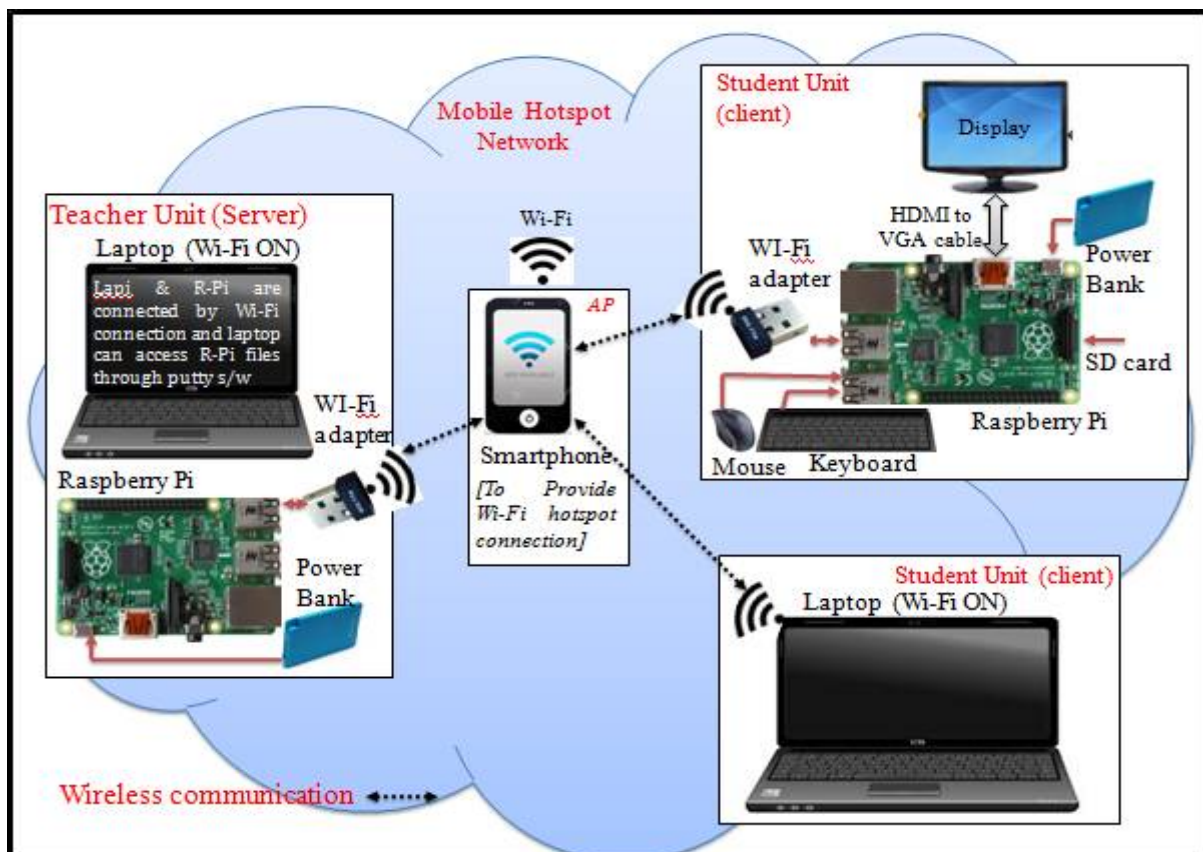 Mobile Hotspot
Network
Student Unit
(client)
Display
HDMI to
VGA cable
Power
Bank
WI-Fi
adapter
SD card
Raspberry Pi
Mouse
Keyboard
Teacher Unit (Server)
Laptop (Wi-Fi ON)
Lapi & R-Pi are
connected by Wi-Fi
connection and laptop
can access R-Pi files
through putty s/w
WI-Fi
adapter
Raspberry Pi
Power
Bank
Wi-Fi
AP
Smartphone
[To Provide
Wi-Fi hotspot
connection]
Student Unit (client)
Laptop (Wi-Fi ON)
Wireless communication